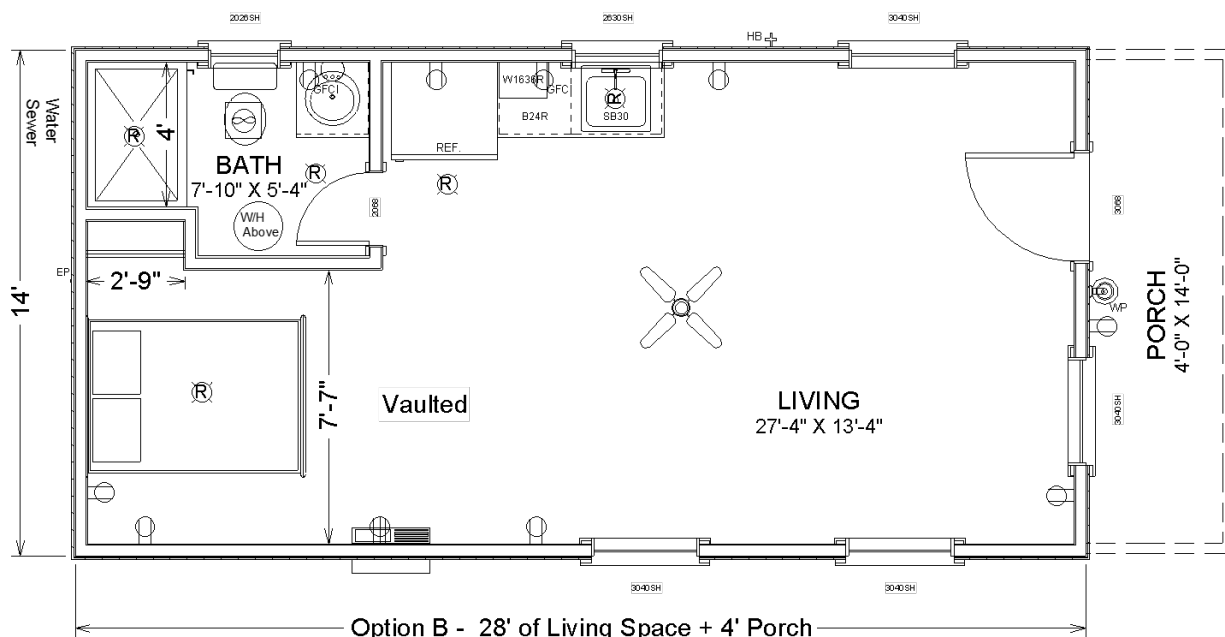 2026SH
2630SH
3040SH
HB
Water
Sewer
R
4'
GFCI
W1636R
GFC
R
B24R
SB30
BATH
7'-10" X 5'-4"
R
REF.
R
W/H
Above
2068
3068
EP
2'-9"
14'
WP
PORCH
4'-0" X 14'-0"
R
7'-7"
Vaulted
LIVING
27'-4" X 13'-4"
3040SH
3040SH
3040SH
Option B - 28' of Living Space + 4' Porch